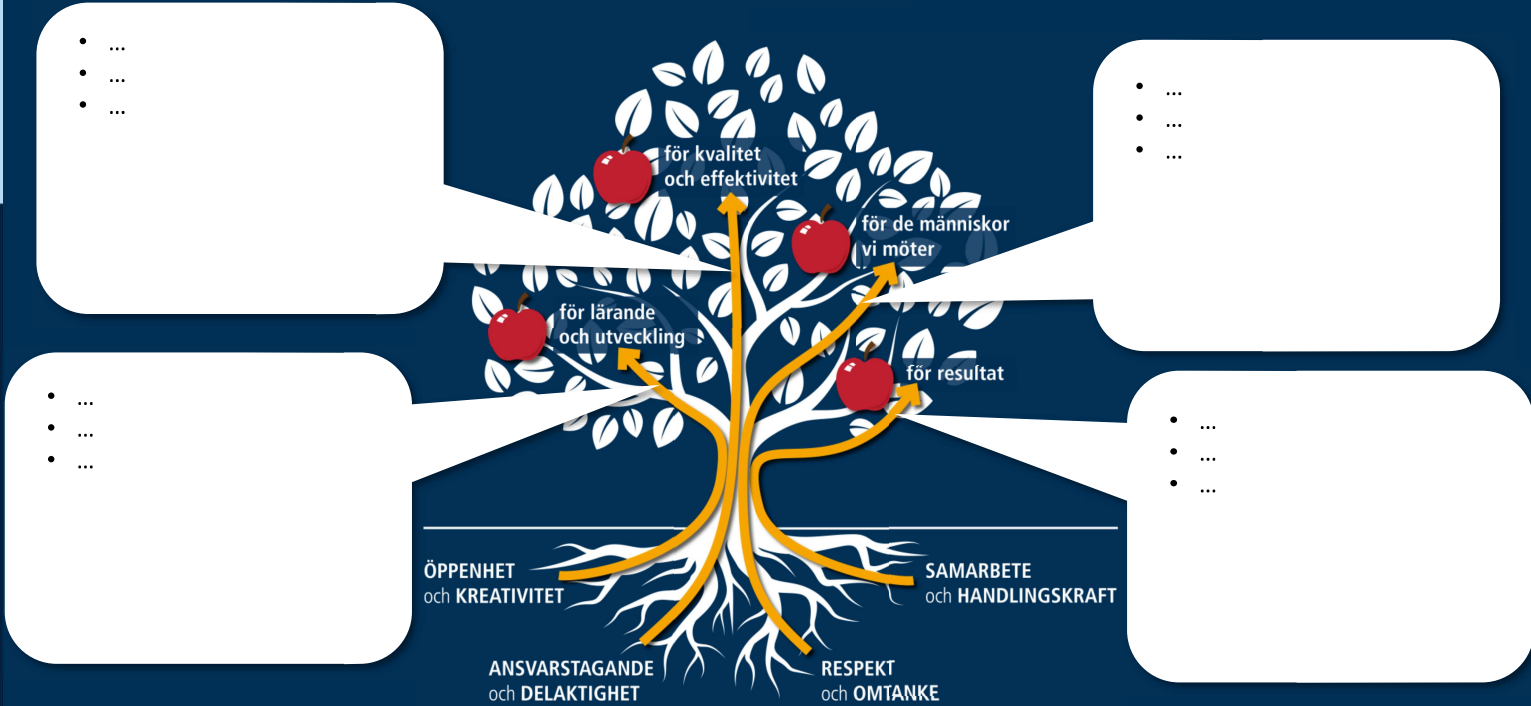 • ...
• ...
• ...
• ...
• ...
• ...
för kvalitet
och effektivitet
för de människor
vi möter
för lärande
och utveckling
för resultat
• ...
• ...
• ...
• ...
• ...
• ...
ÖPPENHET
och KREATIVITET
SAMARBETE
och HANDLINGSKRAFT
ANSVARSTAGANDE
och DELAKTIGHET
RESPEKT
och OMTANKE